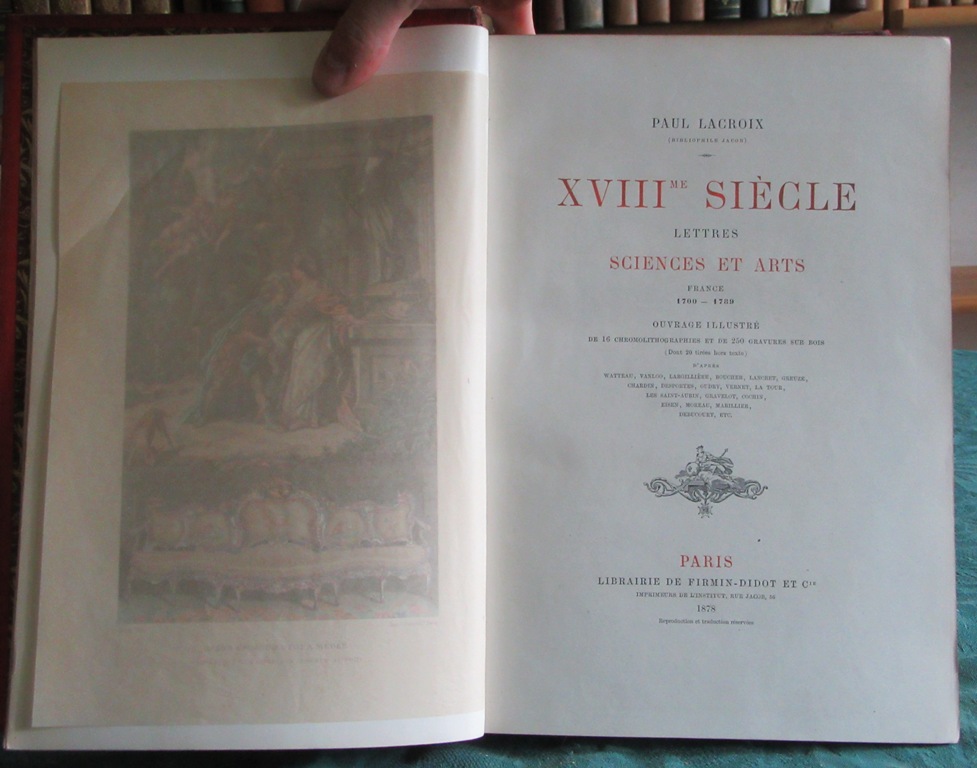 PAUL LACROIX
(BIBLIOPHILE JACOB)
XVIIIME SIÈCLE
LETTRES
SCIENCES ET ARTS
FRANCE
1700 — 1789
OUVRAGE ILLUSTRÉ
DE 16 CHROMOLITHOGRAPHIES ET DE 250 GRAVURES SUR BOIS
(Dont 20 tirées hors texte)
D'APRÈS
WATTEAU, VANLOO, LARGILLIÈRE, BOUCHER, LANCRET, GREUZE,
CHARDIN, DESPORTES, OUDRY, VERNET, LA TOUR,
LES SAINT-AUBIN, GRAVELOT, COCHIN,
EISEN, MOREAU, MARILLIER,
DEBUCOURT, ETC.
PARIS
LIBRAIRIE DE FIRMIN-DIDOT ET CIE
IMPRIMEURS DE L'INSTITUT, RUE JACOB, 56
1878
Reproduction et traduction réservées